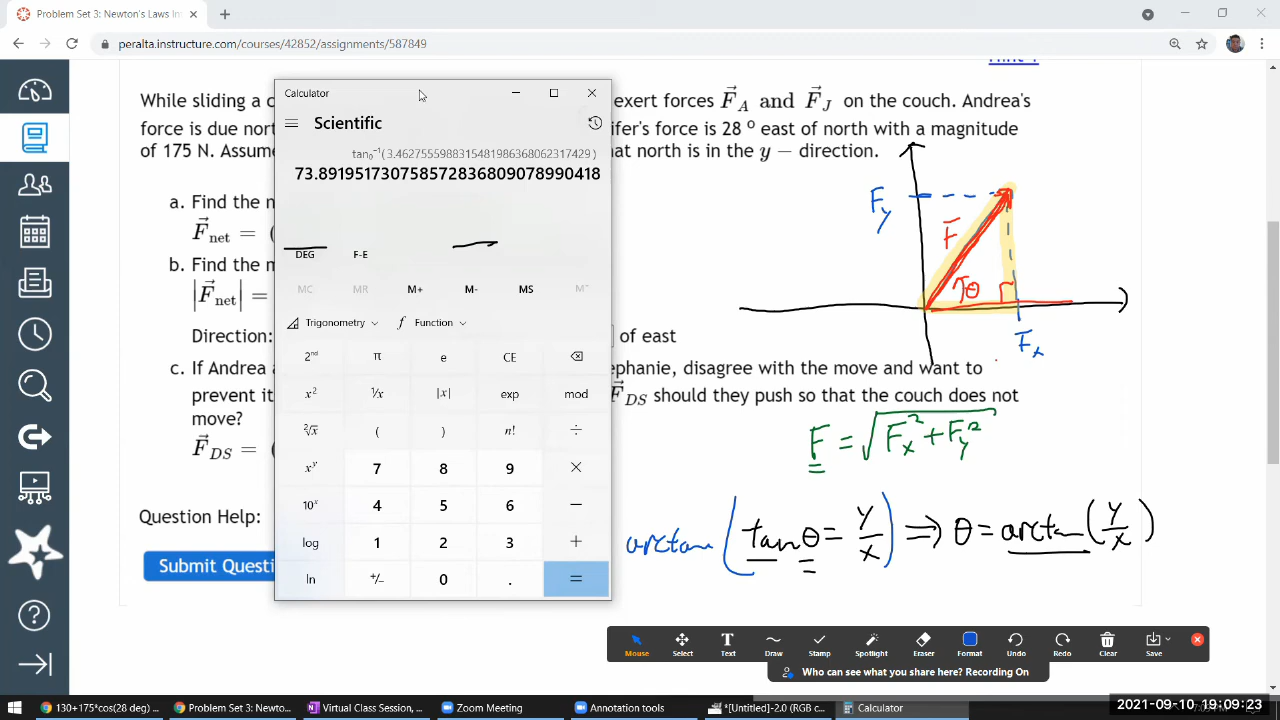 Problem Set 3: Newton's Laws In
peralta.instructure.com/courses/42852/assignments/587849
While sliding a c
exert forces F⃗A and F⃗J on the couch. Andrea's
force is due nort
ifer's force is 28 ° east of north with a magnitude
of 175 N. Assum
at north is in the y − direction.
a. Find the n
F⃗net = (
b. Find the m
|F⃗net| =
Direction:
of east
c. If Andrea
ephanie, disagree with the move and want to
prevent it
F⃗DS should they push so that the couch does not
move?
F⃗DS = (
Question Help:
Submit Questi
Calculator
Scientific
tan₀⁻¹(3.4627555988315481986368062317429)
73.891951730758572836809078990418
DEG F-E
MC MR M+ M- MS M˅
Trigonometry f Function
2ⁿᵈ π e CE
x² ¹/x |x| exp mod
²√x ( ) n! ÷
xʸ 7 8 9 ×
10ˣ 4 5 6 −
log 1 2 3 +
ln +/− 0 . =
Fy
F⃗
θ
Fx
F = √Fx² + Fy²
arctan (tanθ = y/x) ⇒ θ = arctan(y/x)
Mouse Select Text Draw Stamp Spotlight Eraser Format Undo Redo Clear Save
Who can see what you share here? Recording On
130+175*cos(28 deg) ... Problem Set 3: Newto... Virtual Class Session, ... Zoom Meeting Annotation tools *[Untitled]-2.0 (RGB c... Calculator
2021-09-10 19:09:23